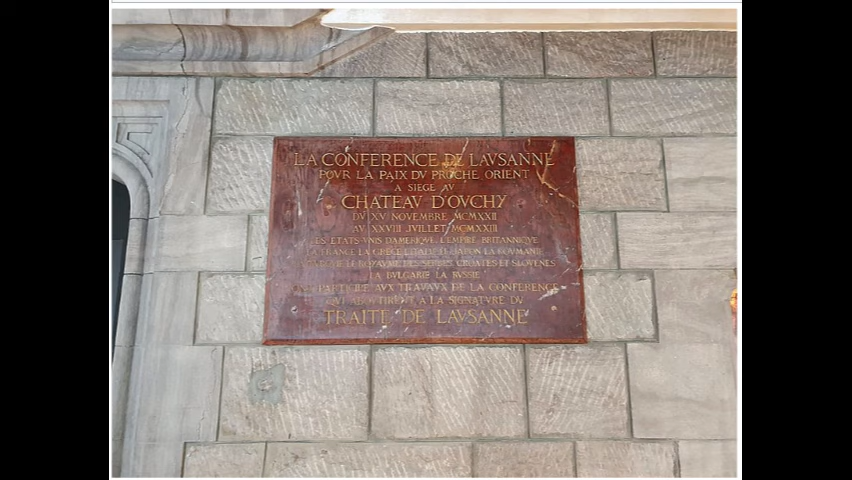 LA CONFERENCE DE LAVSANNE
POVR LA PAIX DV PROCHE ORIENT
A SIEGE AV
CHATEAV D'OVCHY
DV XV NOVEMBRE MCMXXII
AV XXVIII JVILLET MCMXXIII
LES ETATS-VNIS D'AMERIQVE L'EMPIRE BRITANNIQVE
LA FRANCE LA GRECE L'ITALIE LE JAPON LA ROVMANIE
LE ROYAVME DES SERBES CROATES ET SLOVENES
LA BVLGARIE LA RVSSIE
PARTICIPE AVX TRAVAVX DE LA CONFERENCE
QVI ABOVTIRENT A LA SIGNATVRE DV
TRAITE DE LAVSANNE